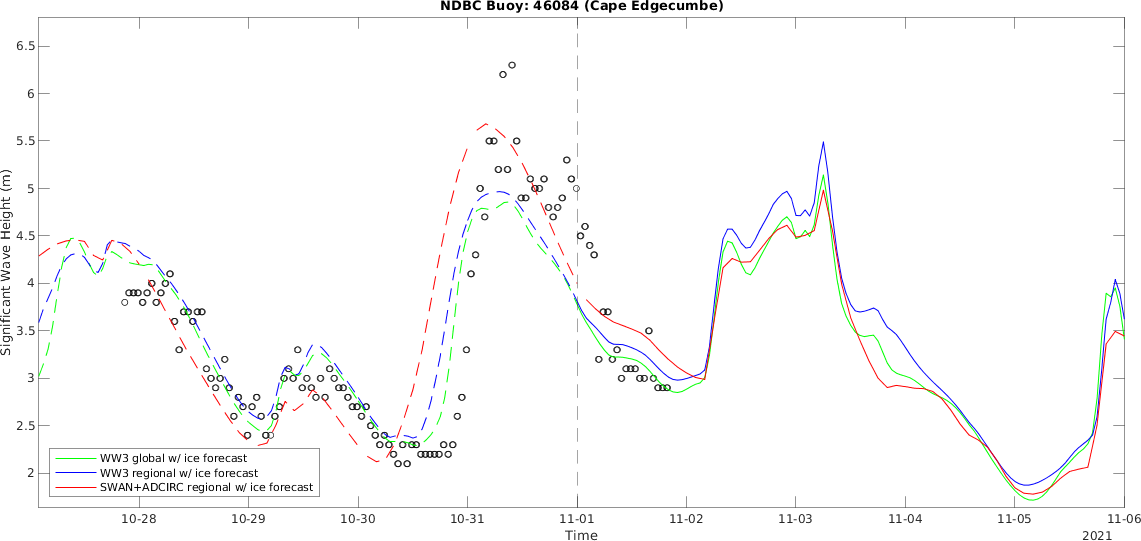 NDBC Buoy: 46084 (Cape Edgecumbe)
Significant Wave Height (m)
6.5
6
5.5
5
4.5
4
3.5
3
2.5
2
WW3 global w/ ice forecast
WW3 regional w/ ice forecast
SWAN+ADCIRC regional w/ ice forecast
10-28 10-29 10-30 10-31 11-01 11-02 11-03 11-04 11-05 11-06
Time 2021